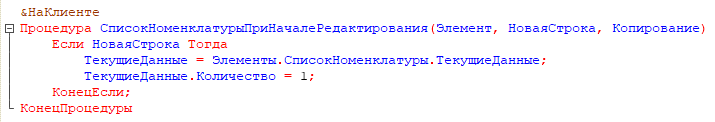 &НаКлиенте
Процедура СписокНоменклатурыПриНачалеРедактирования(Элемент, НоваяСтрока, Копирование)
Если НоваяСтрока Тогда
ТекущиеДанные = Элементы.СписокНоменклатуры.ТекущиеДанные;
ТекущиеДанные.Количество = 1;
КонецЕсли;
КонецПроцедуры